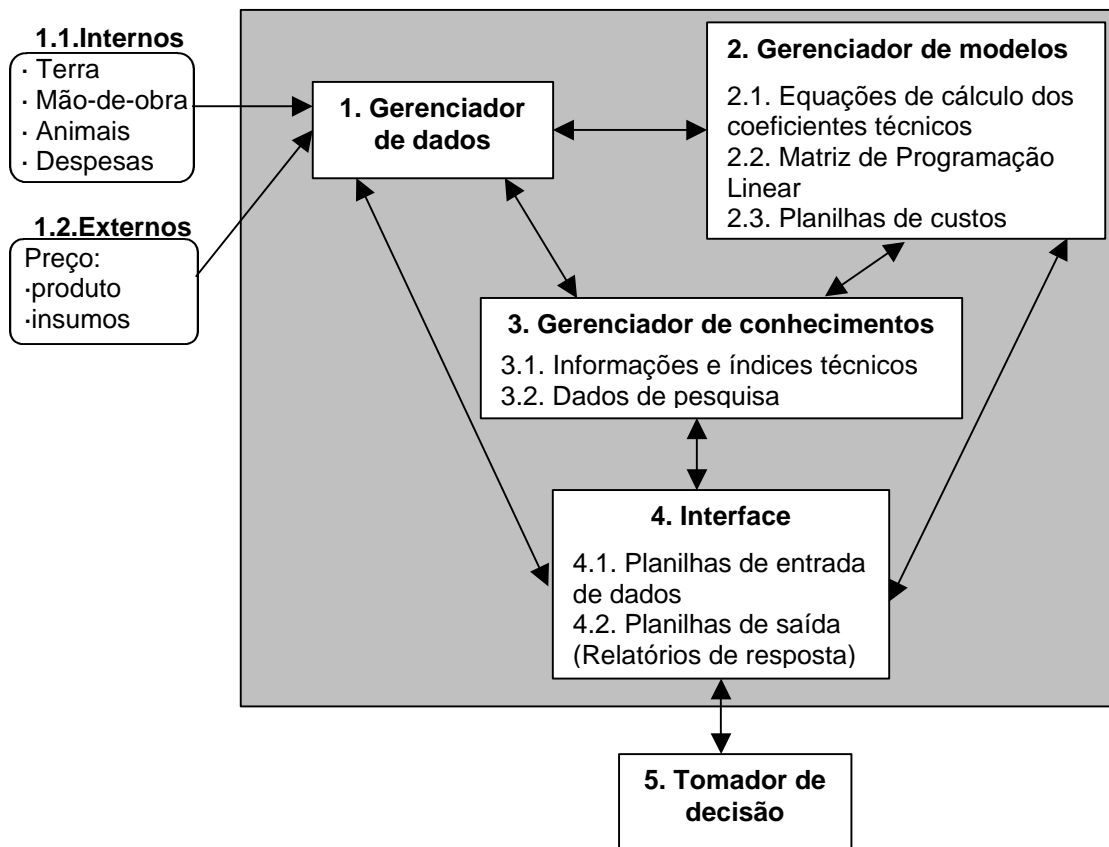 1.1.Internos
· Terra
· Mão-de-obra
· Animais
· Despesas
1.2.Externos
Preço:
·produto
·insumos
1. Gerenciador
de dados
2. Gerenciador de modelos
2.1. Equações de cálculo dos
coeficientes técnicos
2.2. Matriz de Programação
Linear
2.3. Planilhas de custos
3. Gerenciador de conhecimentos
3.1. Informações e índices técnicos
3.2. Dados de pesquisa
4. Interface
4.1. Planilhas de entrada
de dados
4.2. Planilhas de saída
(Relatórios de resposta)
5. Tomador de
decisão